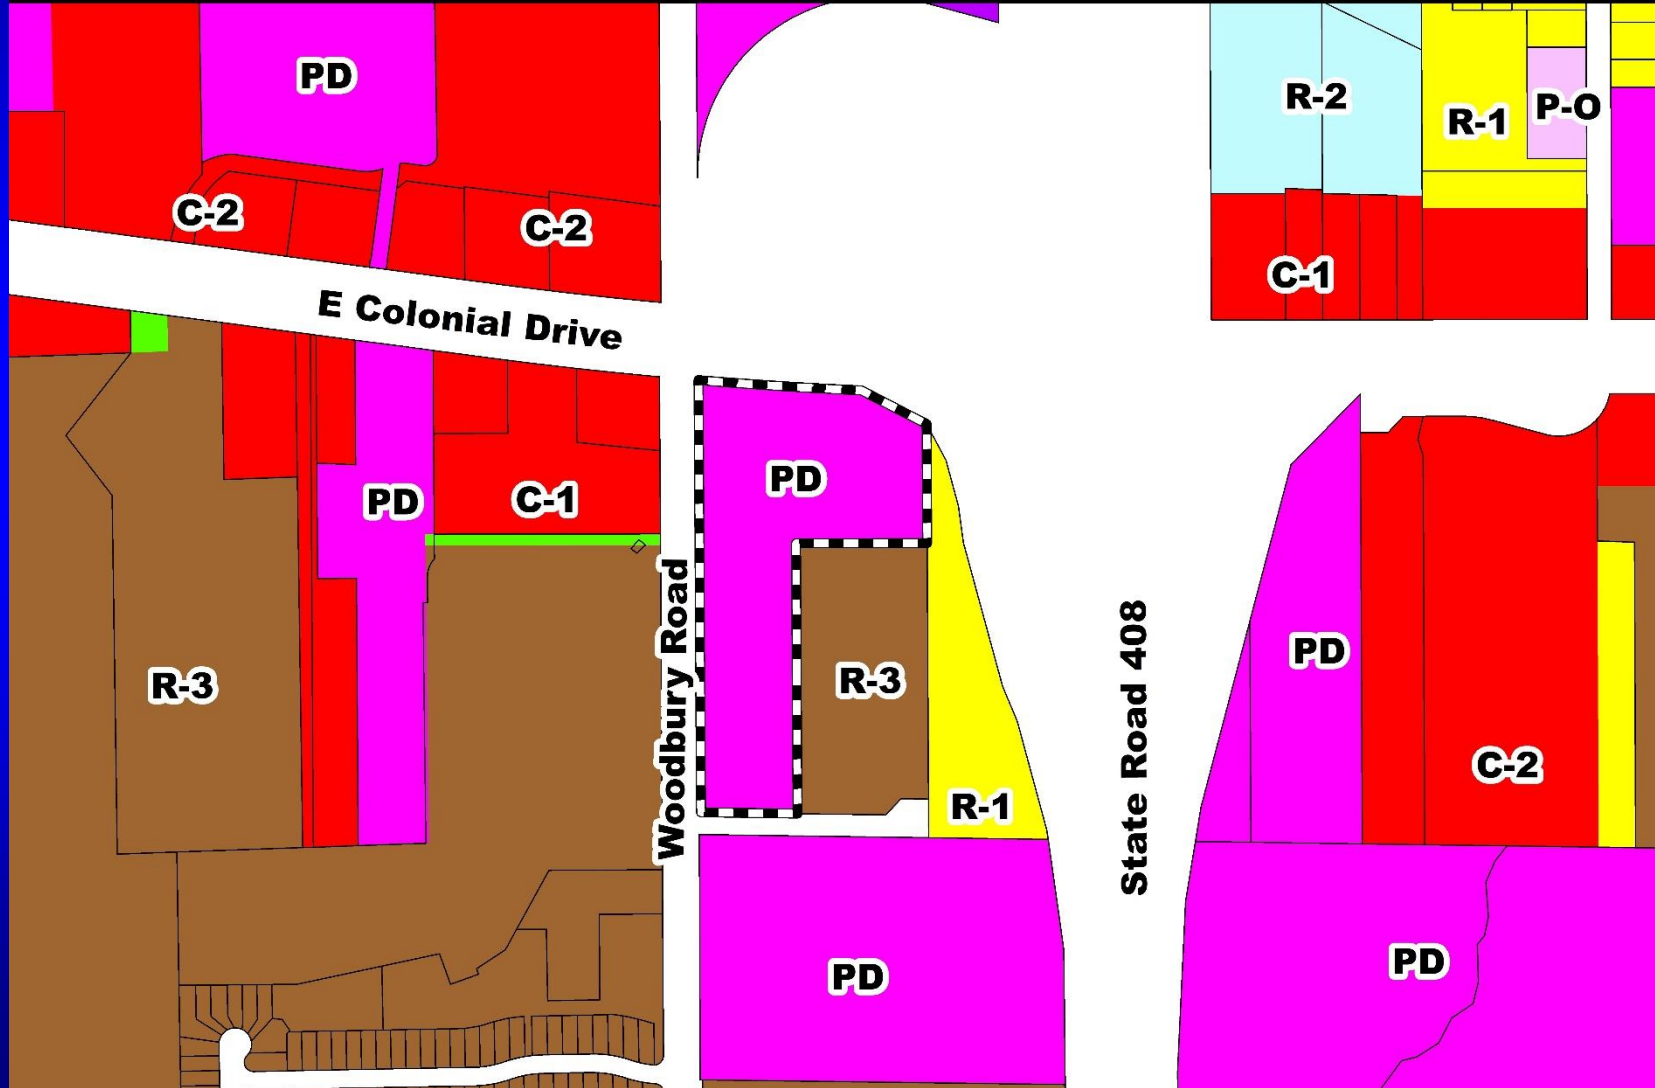 PD
R-2
P-O
R-1
C-2
C-2
C-1
E Colonial Drive
PD
PD
C-1
Woodbury Road
State Road 408
PD
R-3
R-3
C-2
R-1
PD
PD